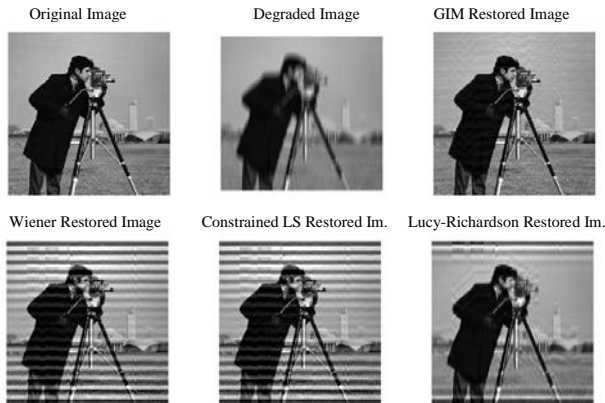 Original Image
Degraded Image
GIM Restored Image
Wiener Restored Image
Constrained LS Restored Im.
Lucy-Richardson Restored Im.